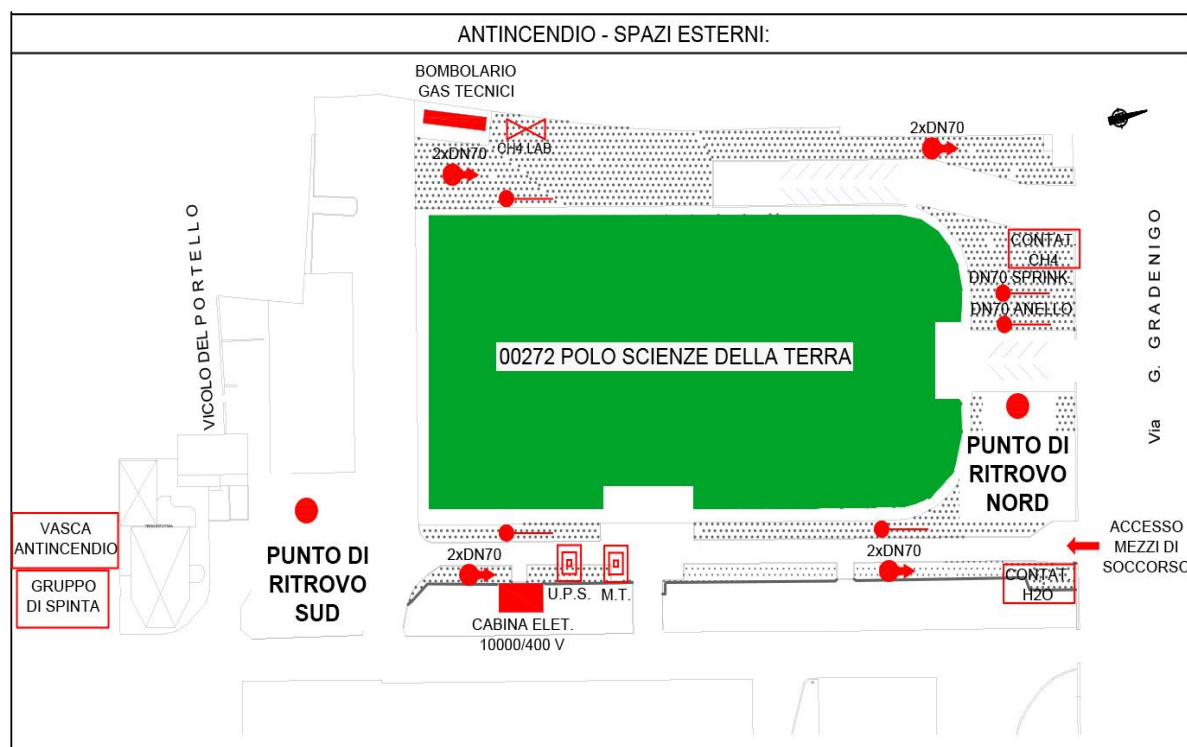 ANTINCENDIO - SPAZI ESTERNI:
BOMBOLARIO
GAS TECNICI
CH4 LAB.
2xDN70
2xDN70
VICOLO DEL PORTELLO
CONTAT.
CH4
DN70 SPRINK.
DN70 ANELLO
Via G. GRADENIGO
00272 POLO SCIENZE DELLA TERRA
PUNTO DI
RITROVO
NORD
VASCA
ANTINCENDIO
GRUPPO
DI SPINTA
PUNTO DI
RITROVO
SUD
2xDN70
U.P.S.
M.T.
CABINA ELET.
10000/400 V
2xDN70
CONTAT.
H2O
ACCESSO
MEZZI DI
SOCCORSO